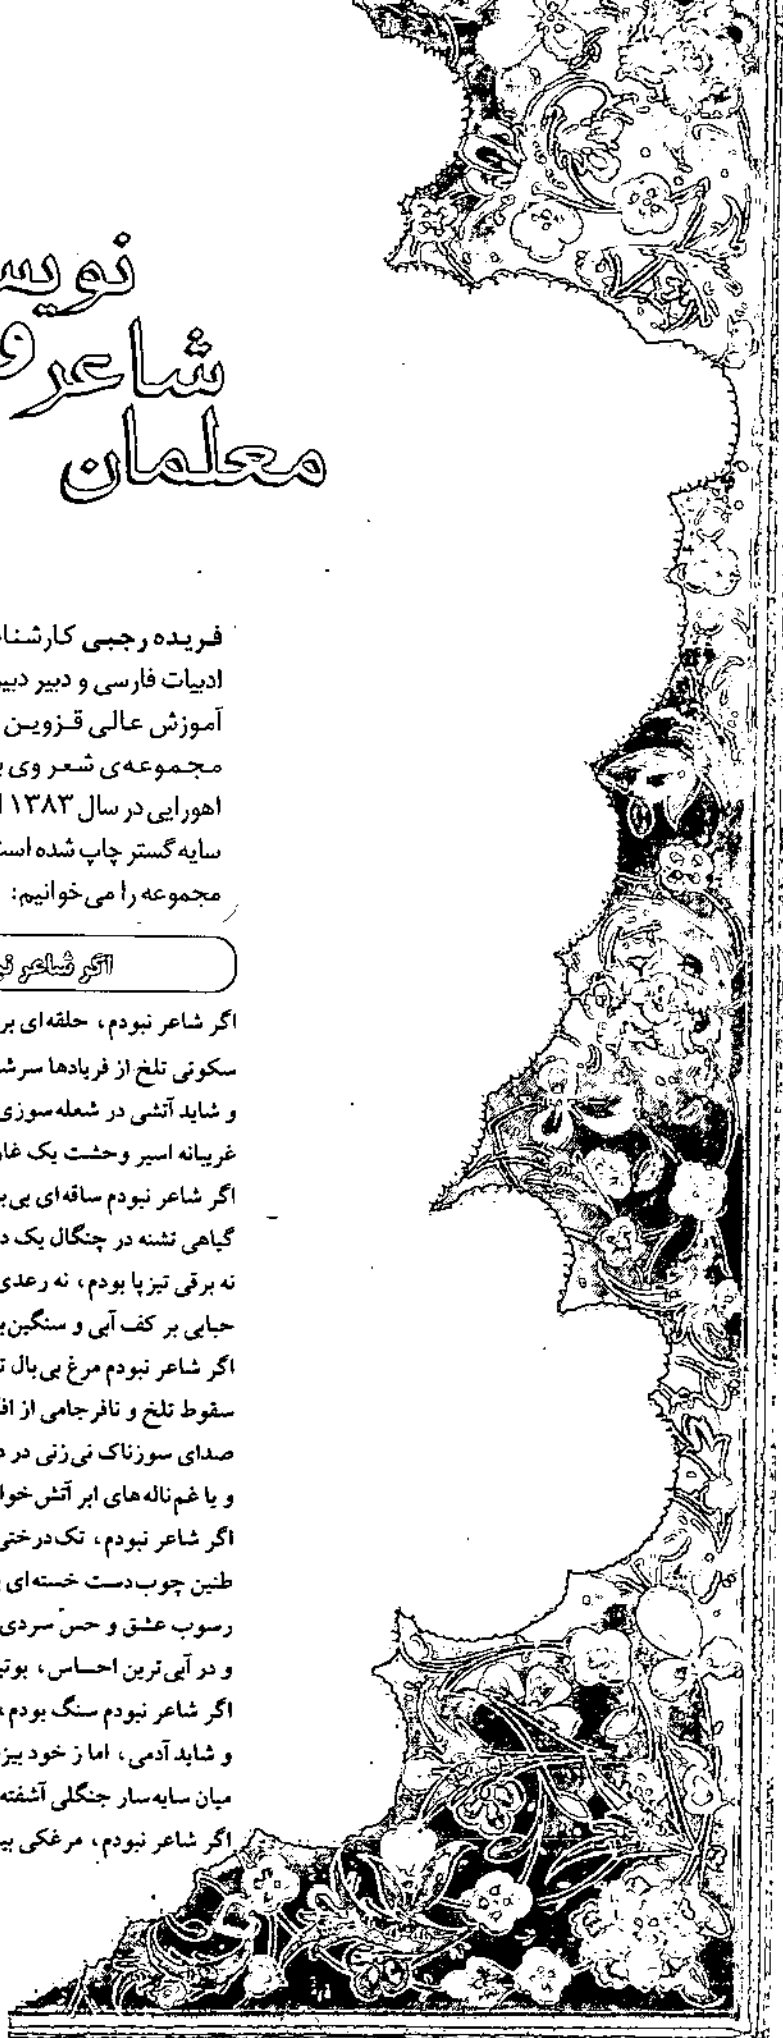 معلمان
شاعر و
نویس
فریده رجبی کارشنا
ادبیات فارسی و دبیر دبیر
آموزش عالی قزوین
مجموعه‌ی شعر وی ب
اهورایی در سال ۱۳۸۳ ا
سایه گستر چاپ شده است
مجموعه را می‌خوانیم:
اگر شاعر نب
اگر شاعر نبودم، حلقه‌ای بر
سکوتی تلخ از فریادها سرش
و شاید آتشی در شعله‌سوزی
غریبانه اسیر وحشت یک غار
اگر شاعر نبودم ساقه‌ای بی‌ب
گیاهی تشنه در چنگال یک د
نه برقی تیزپا بودم، نه رعدی
حبابی بر کف آبی و سنگین‌ب
اگر شاعر نبودم مرغ بی‌بال ت
سقوط تلخ و نافرجامی از اف
صدای سوزناک نی‌زنی در د
و یا غم‌ناله‌های ابر آتش‌خوا
اگر شاعر نبودم، تک‌درختی
طنین چوب‌دست خسته‌ای
رسوب عشق و حسّ سردی
و در آبی‌ترین احساس، بوتی
اگر شاعر نبودم سنگ بودم،
و شاید آدمی، اما ز خود بیز
میان سایه‌سار جنگلی آشفته
اگر شاعر نبودم، مرغکی بی